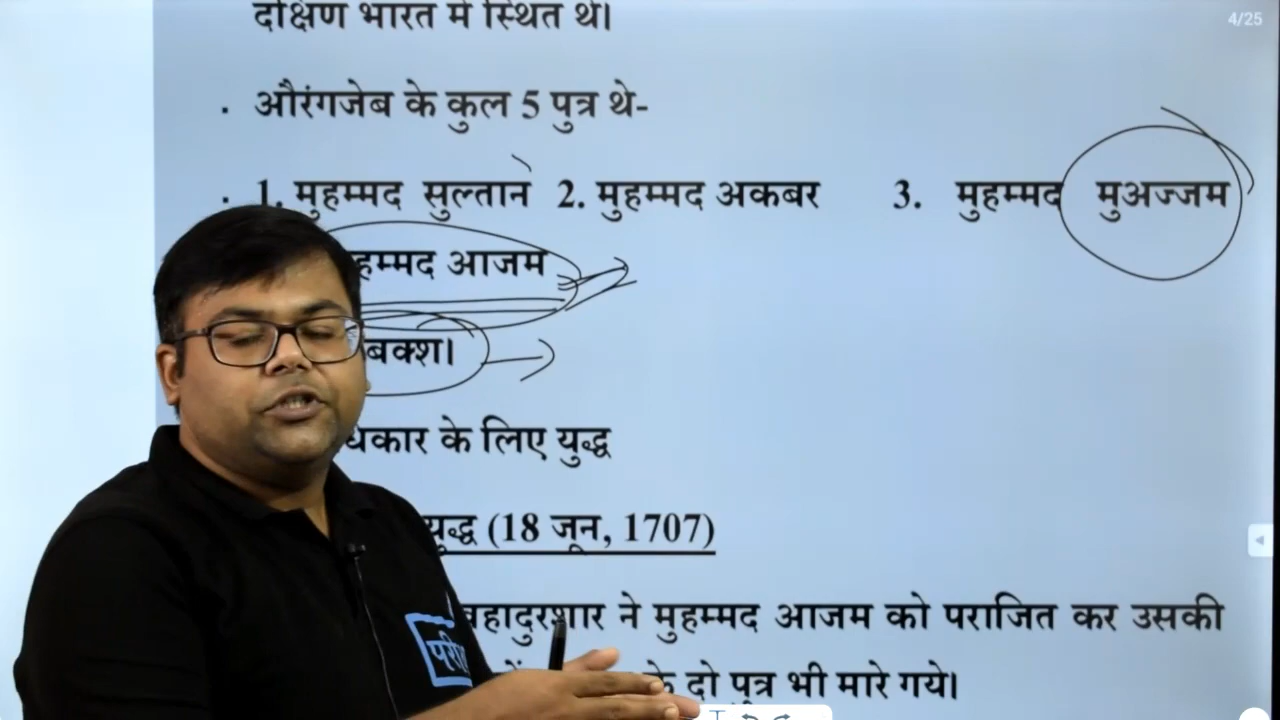 4/25
दक्षिण भारत में स्थित थे।
. औरंगजेब के कुल 5 पुत्र थे-
. 1. मुहम्मद सुल्तान 2. मुहम्मद अकबर 3. मुहम्मद मुअज्जम
हम्मद आजम
बक्श।
धिकार के लिए युद्ध
युद्ध (18 जून, 1707)
बहादुरशार ने मुहम्मद आजम को पराजित कर उसकी
के दो पुत्र भी मारे गये।